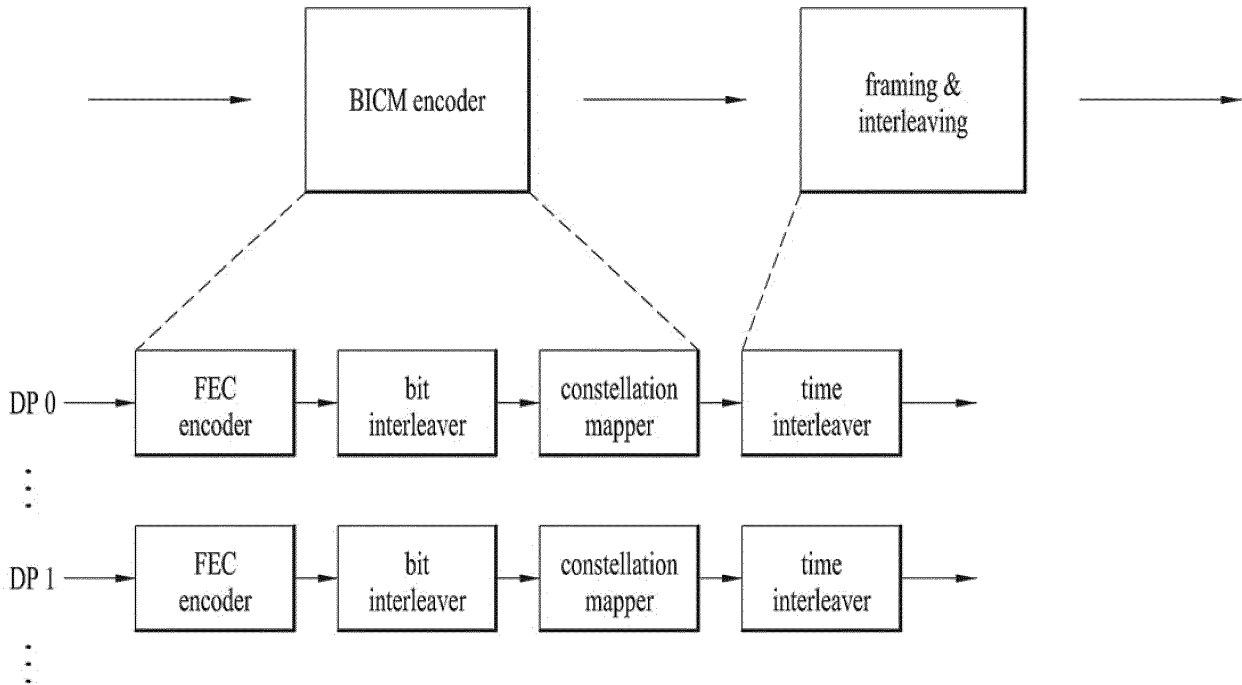 BICM encoder
framing &
interleaving
DP 0
FEC
encoder
bit
interleaver
constellation
mapper
time
interleaver
DP 1
FEC
encoder
bit
interleaver
constellation
mapper
time
interleaver